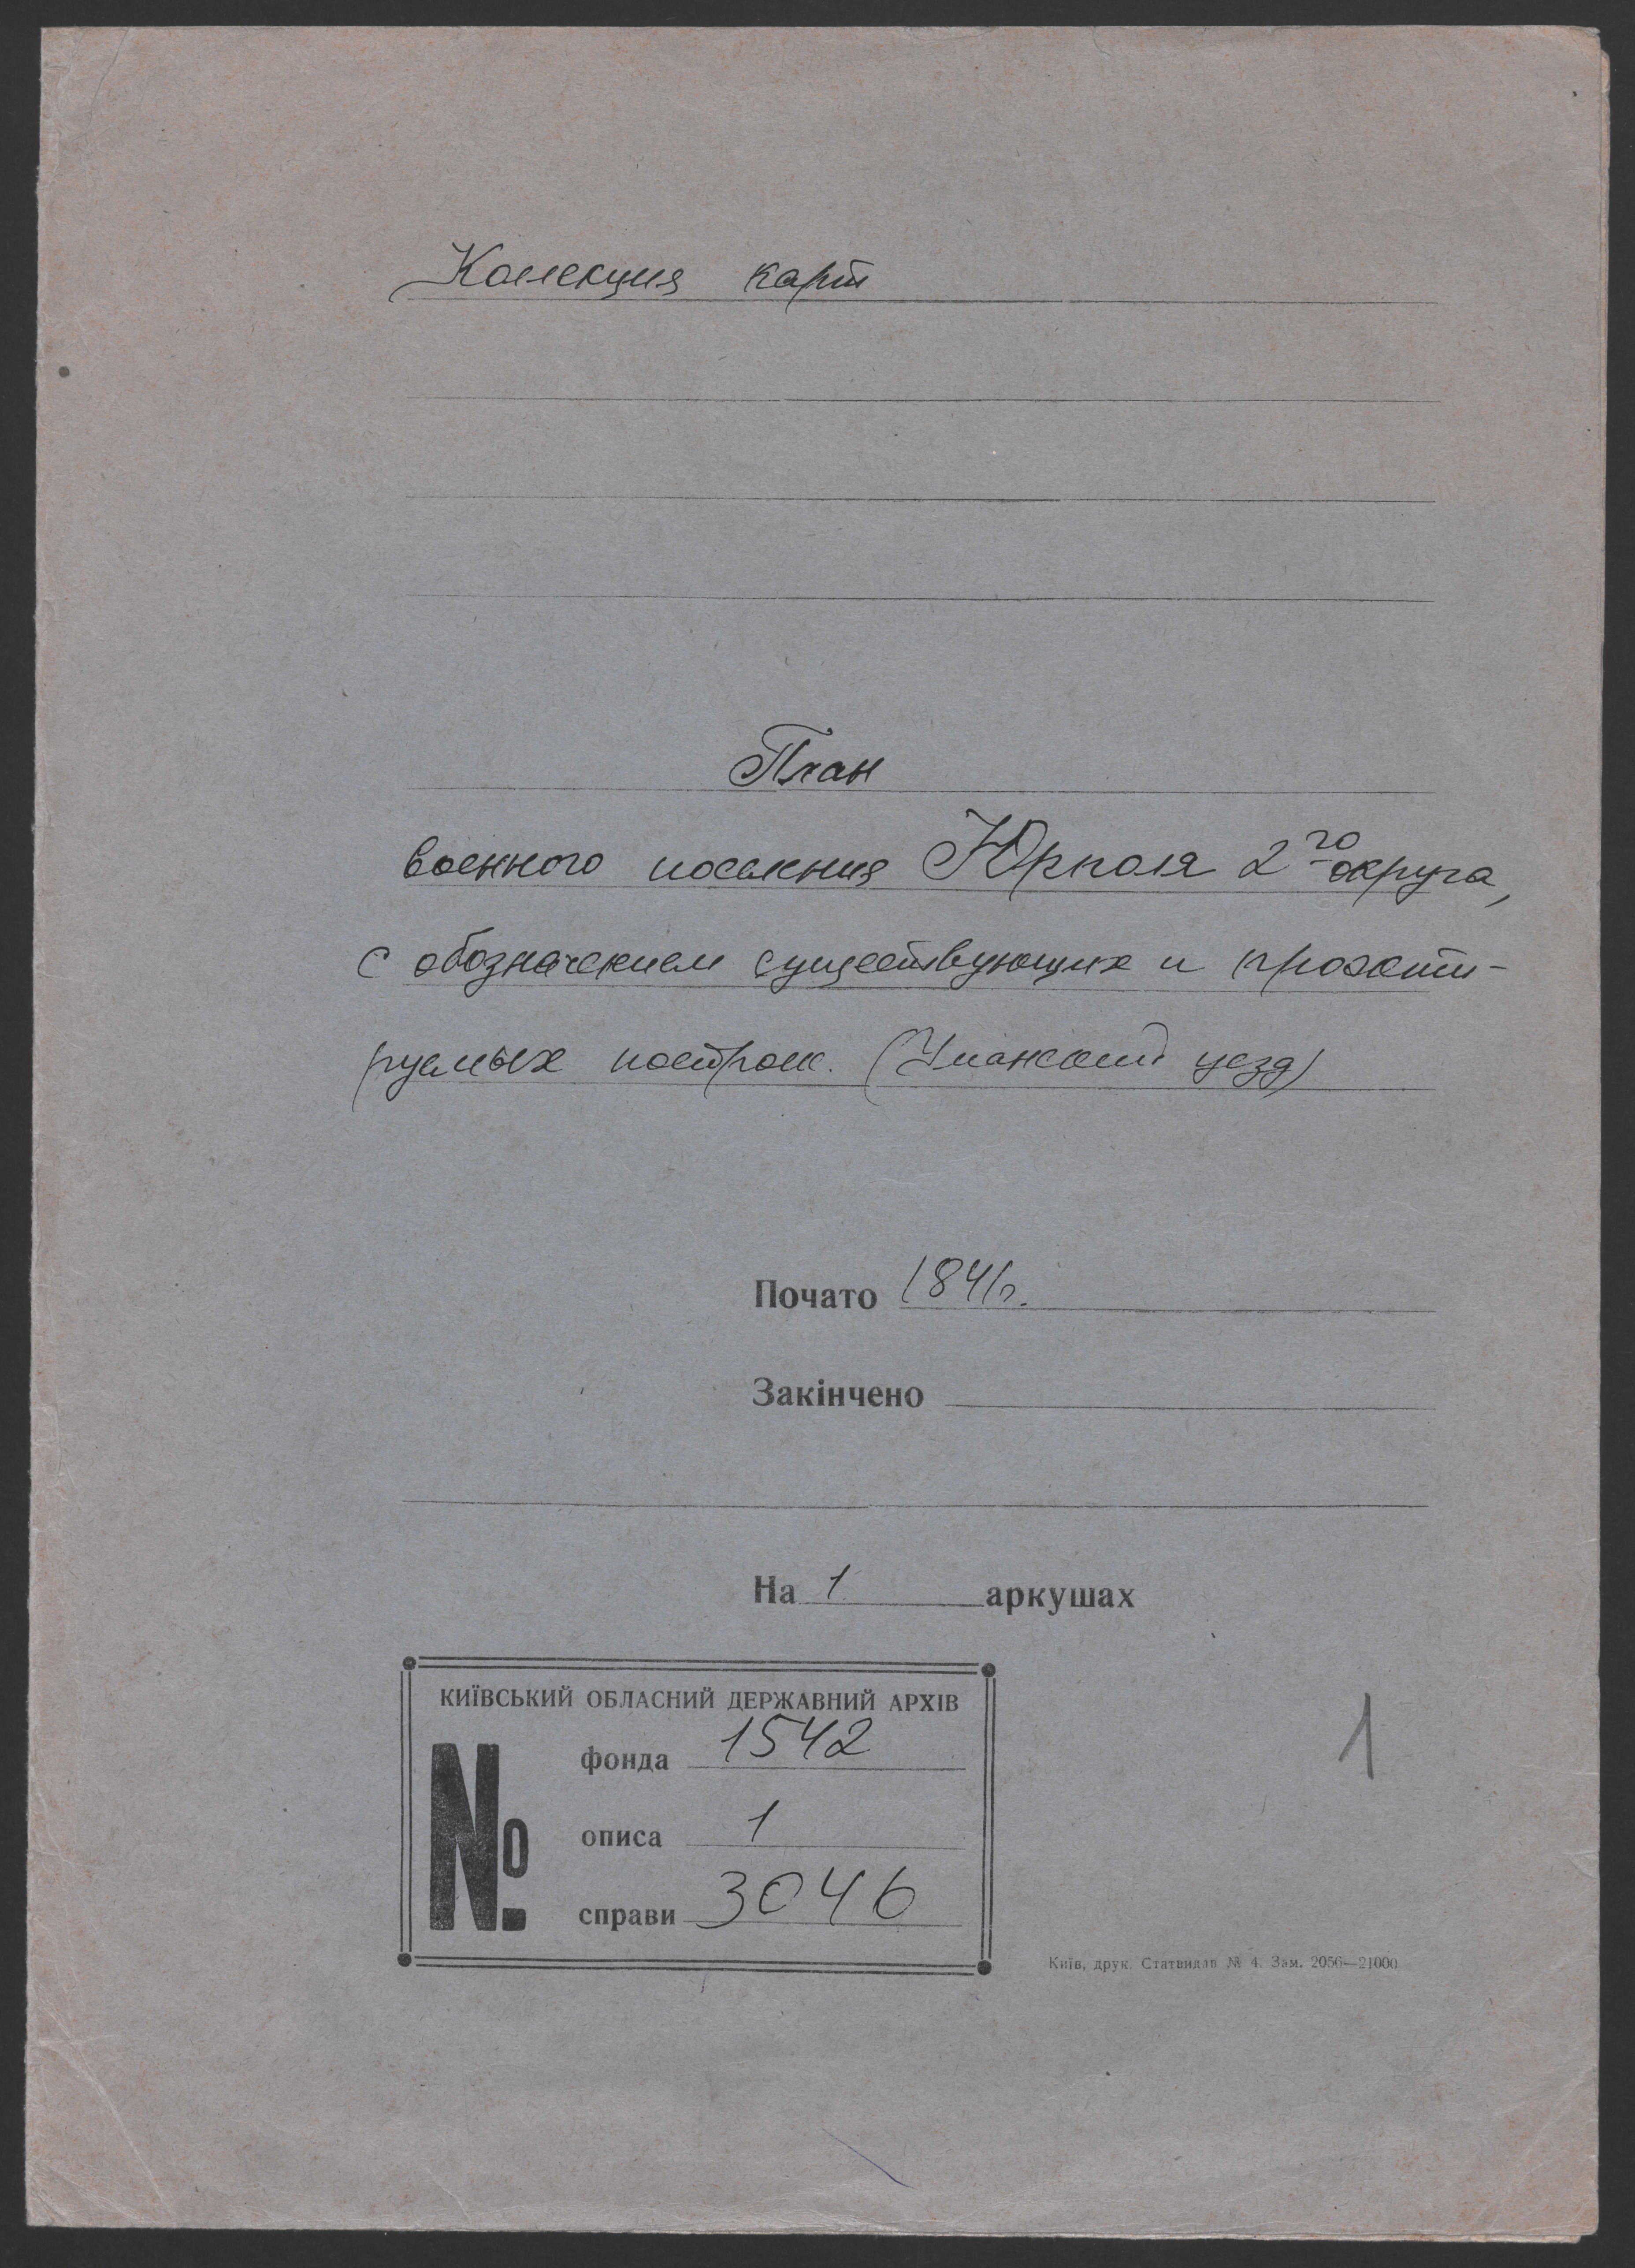 Колекция карт
План
военного поселения Юрполя 2го округа,
с обозначением существующих и проэкти-
руемых построек. (Уманский уезд)
Почато 1841г.
Закінчено
На 1 аркушах
КИЇВСЬКИЙ ОБЛАСНИЙ ДЕРЖАВНИЙ АРХІВ
№
фонда 1542
описа 1
справи 3046
1
Київ, друк. Статвидав № 4. Зам. 2056—21000